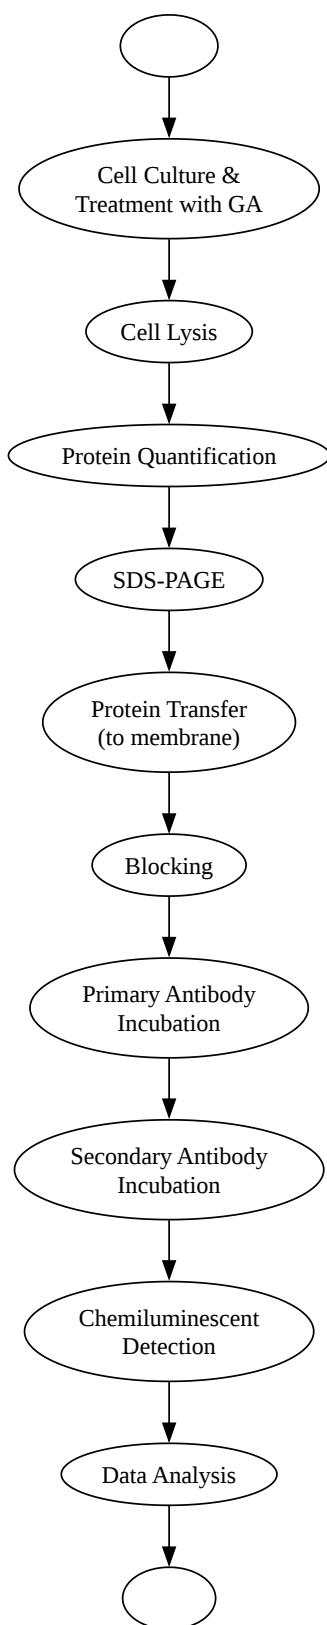 Cell Culture &
Treatment with GA
Cell Lysis
Protein Quantification
SDS-PAGE
Protein Transfer
(to membrane)
Blocking
Primary Antibody
Incubation
Secondary Antibody
Incubation
Chemiluminescent
Detection
Data Analysis